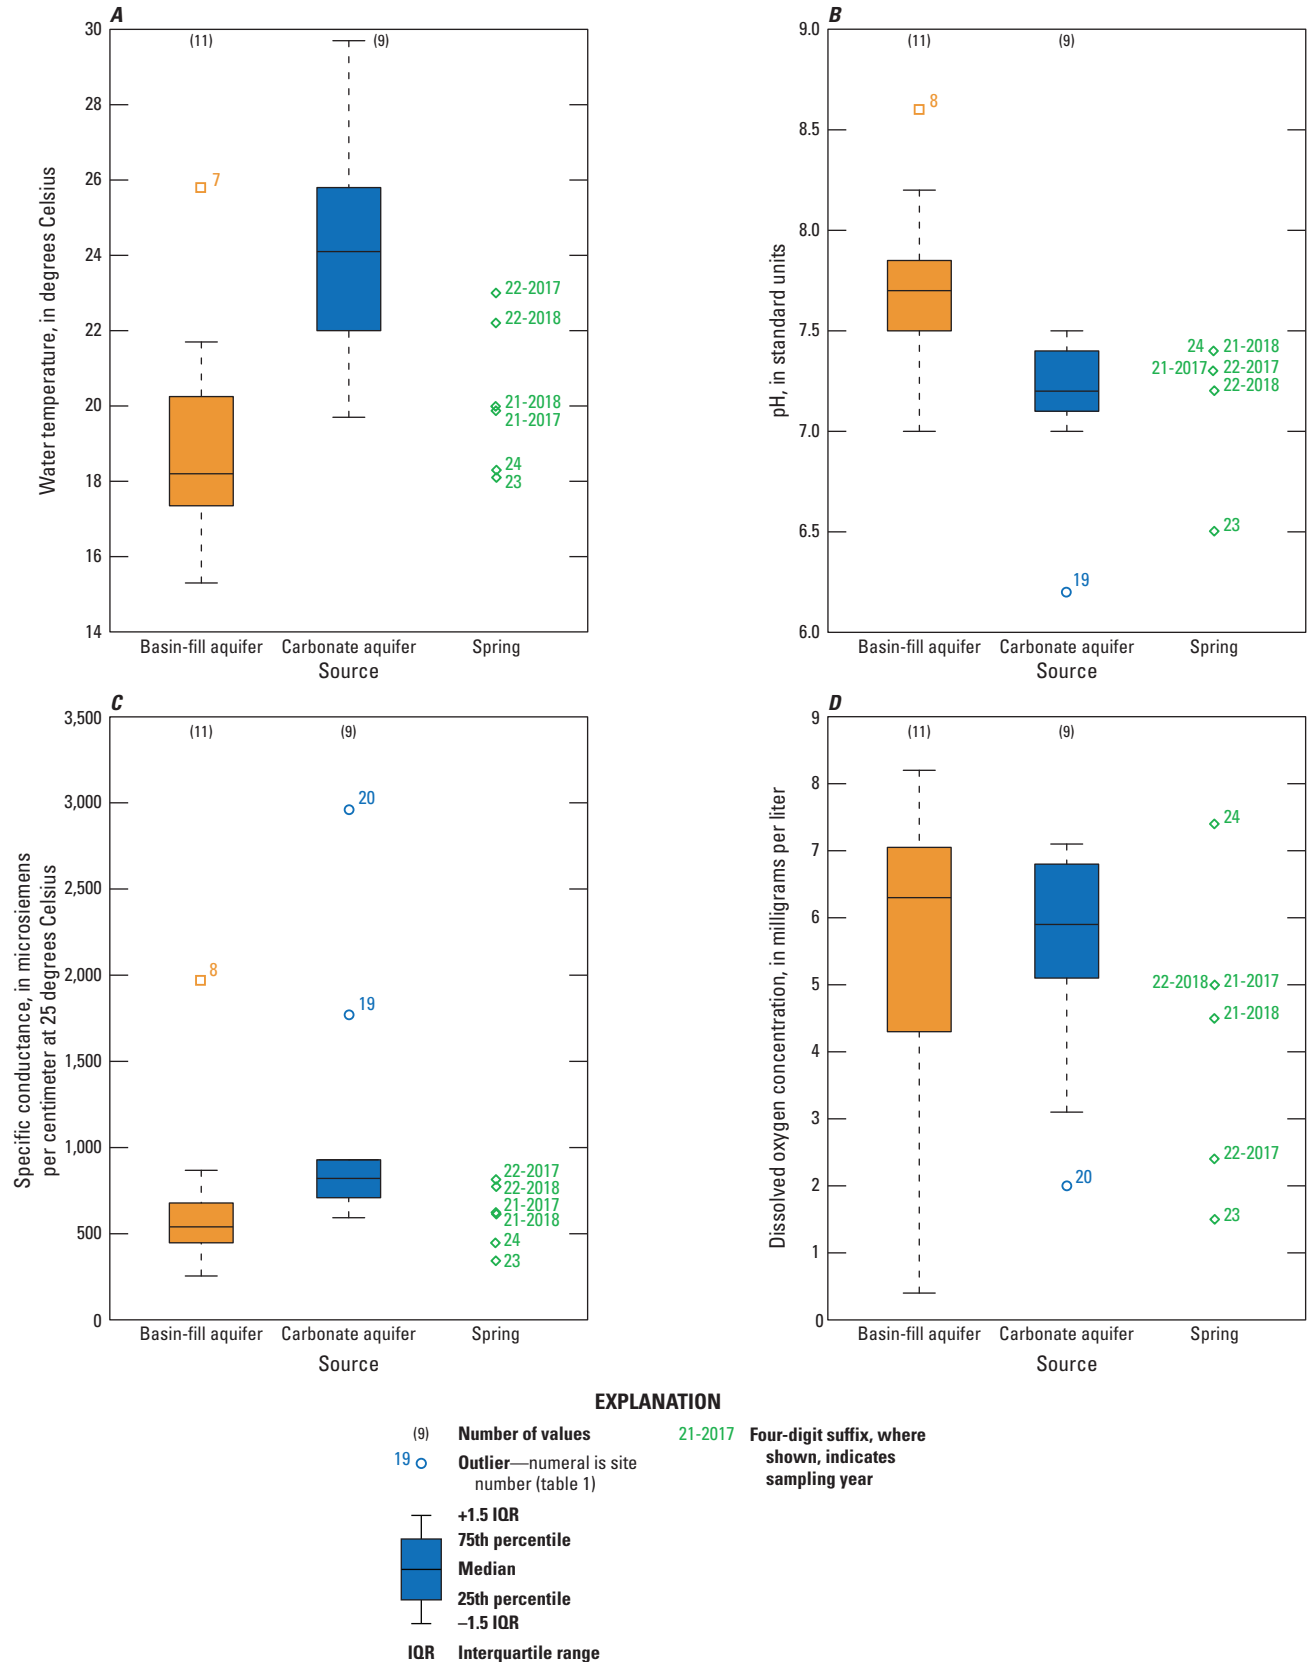 A
30
28
26
24
22
20
18
16
14
Water temperature, in degrees Celsius
(11)
(9)
7
22-2017
22-2018
21-2018
21-2017
24
23
Basin-fill aquifer
Carbonate aquifer
Spring
Source
B
9.0
8.5
8.0
7.5
7.0
6.5
6.0
pH, in standard units
(11)
(9)
8
24
21-2018
21-2017
22-2017
22-2018
23
19
Basin-fill aquifer
Carbonate aquifer
Spring
Source
C
3,500
3,000
2,500
2,000
1,500
1,000
500
0
Specific conductance, in microsiemens
per centimeter at 25 degrees Celsius
(11)
(9)
20
8
19
22-2017
22-2018
21-2017
21-2018
24
23
Basin-fill aquifer
Carbonate aquifer
Spring
Source
D
9
8
7
6
5
4
3
2
1
0
Dissolved oxygen concentration, in milligrams per liter
(11)
(9)
24
22-2018
21-2017
21-2018
22-2017
20
23
Basin-fill aquifer
Carbonate aquifer
Spring
Source
EXPLANATION
(9)
Number of values
19
Outlier—numeral is site
number (table 1)
+1.5 IQR
75th percentile
Median
25th percentile
–1.5 IQR
IQR
Interquartile range
21-2017
Four-digit suffix, where
shown, indicates
sampling year